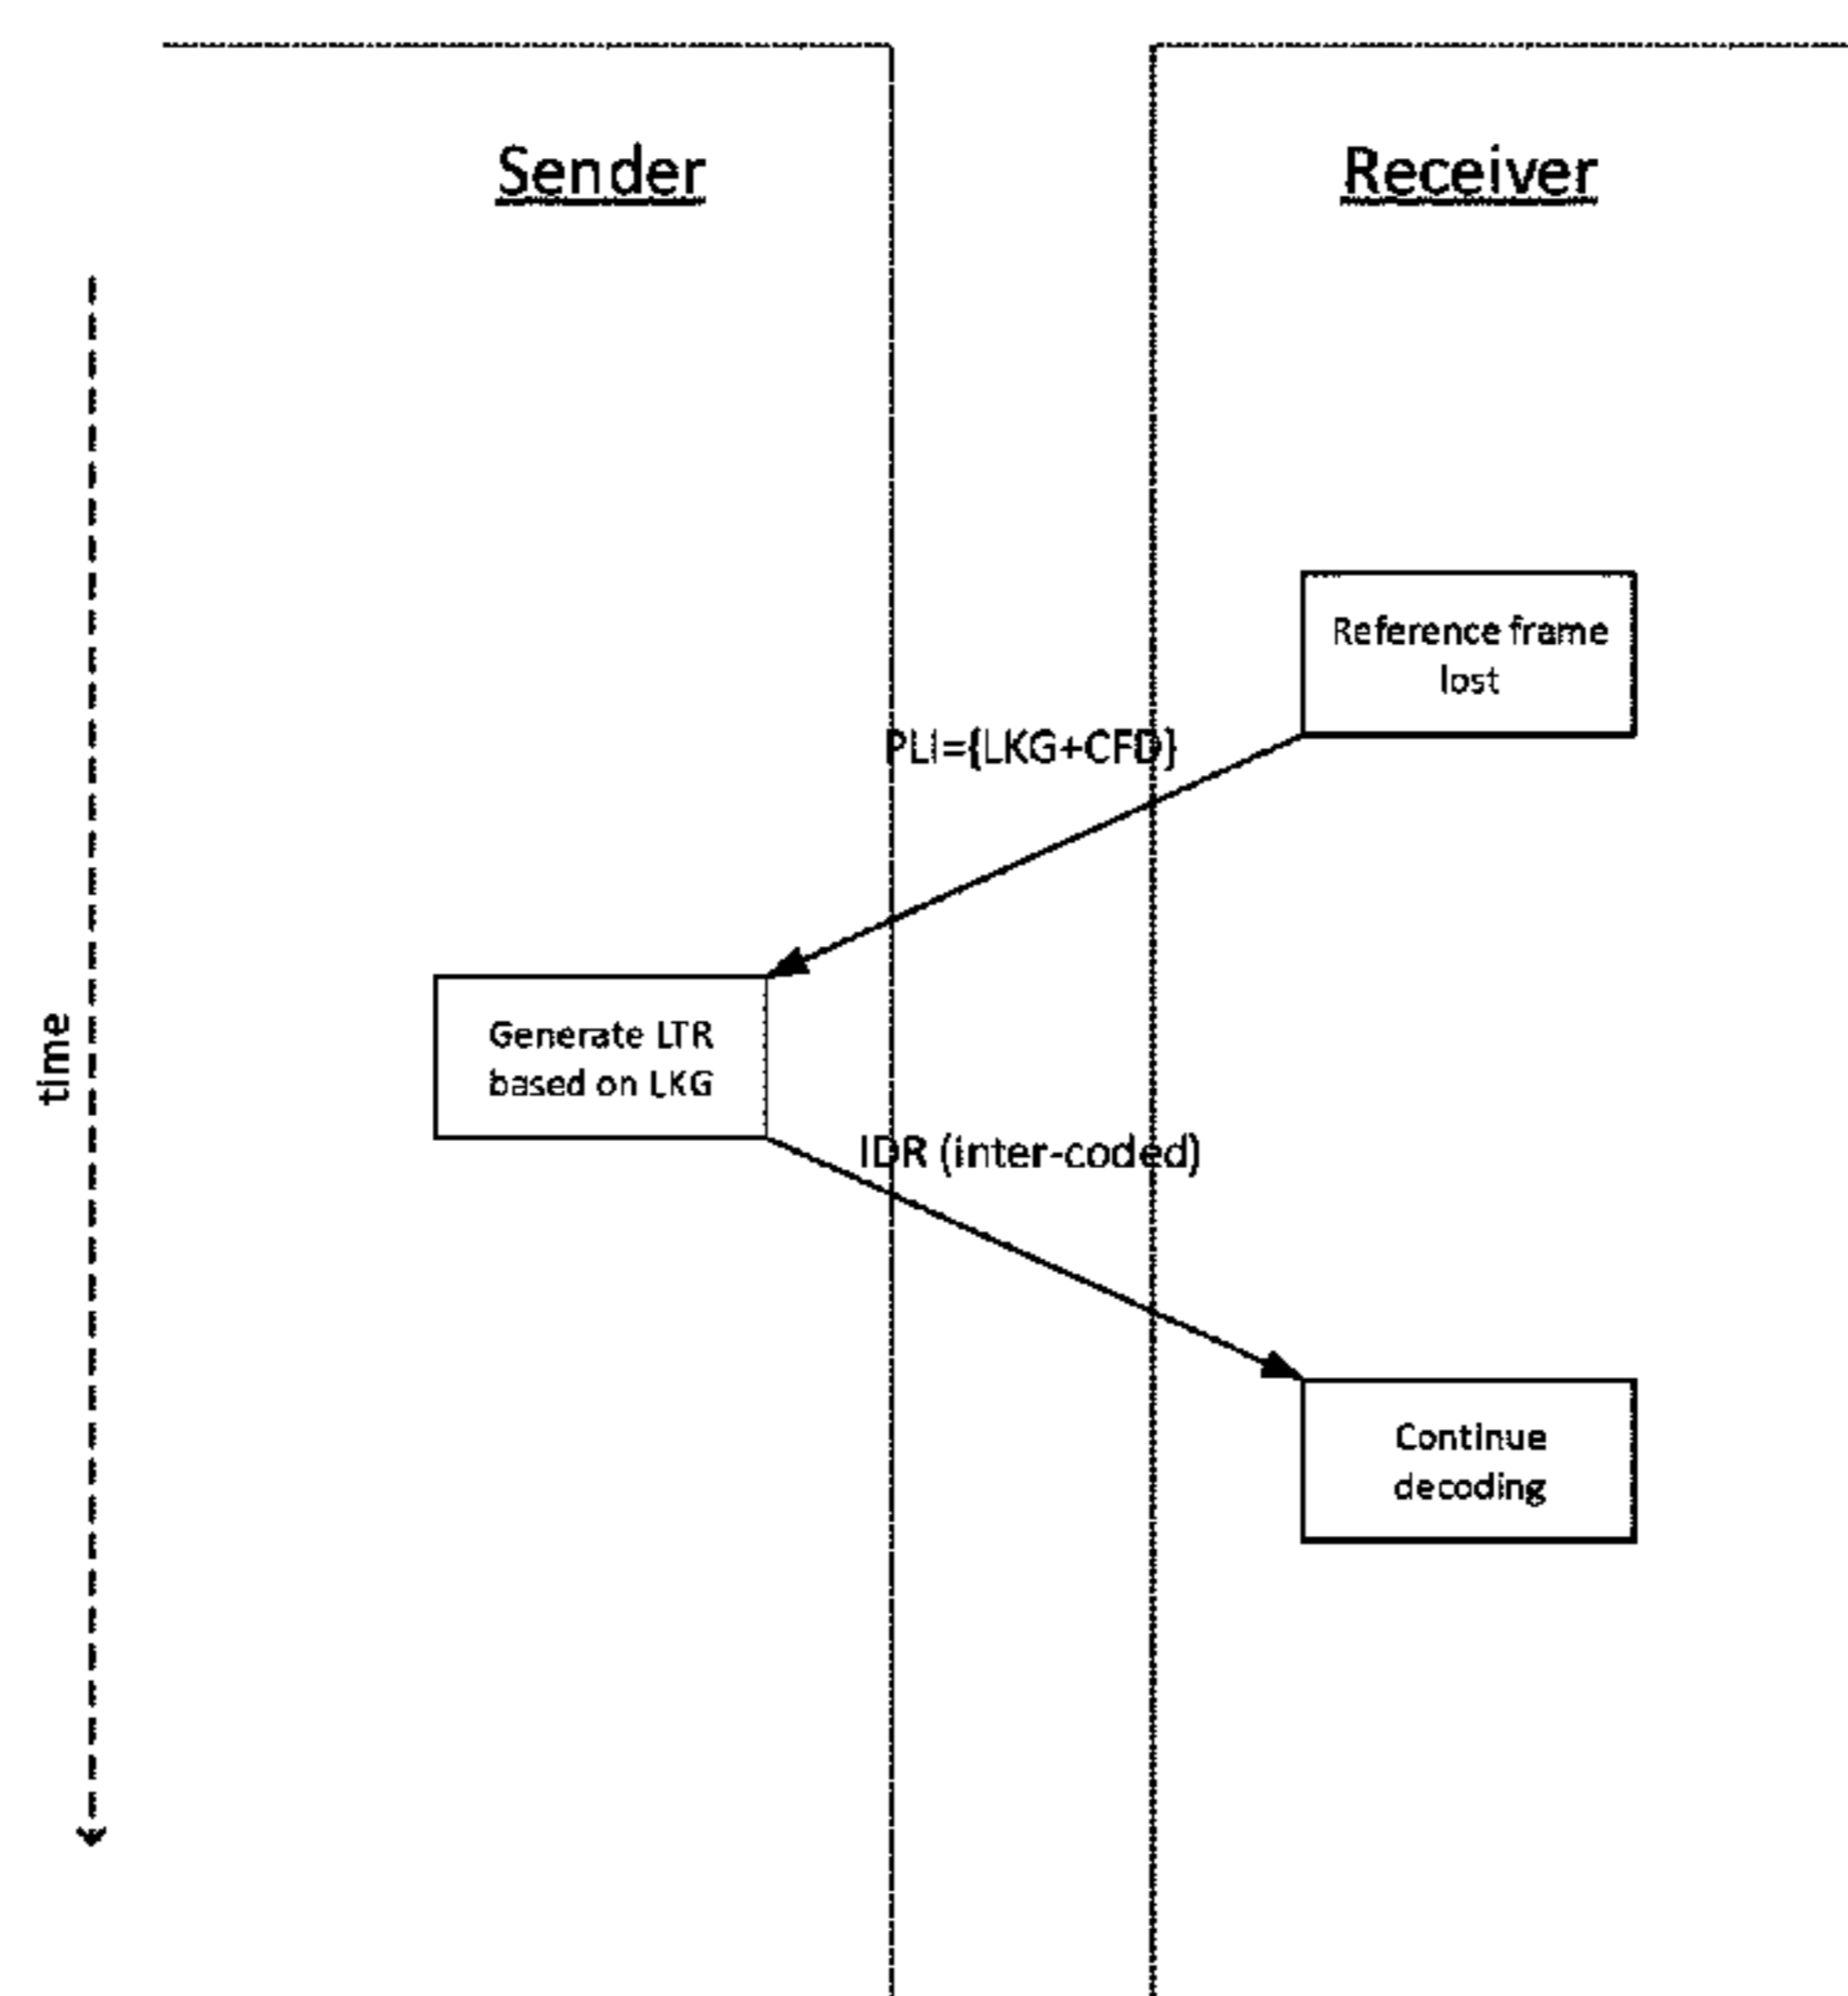 Sender
Receiver
Reference frame
lost
PLI={LKG+CFD}
time
Generate LTR
based on LKG
IDR (inter-coded)
Continue
decoding